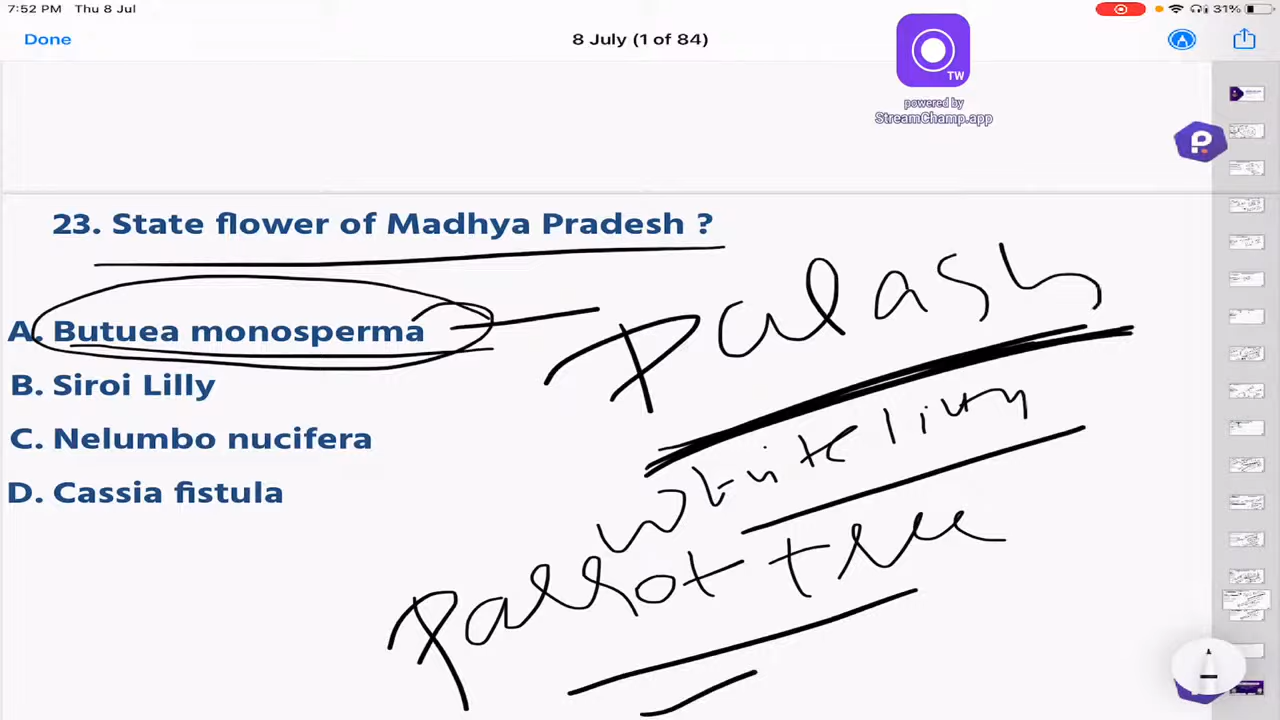 7:52 PM Thu 8 Jul
31%
Done
8 July (1 of 84)
TW
powered by
StreamChamp.app
P.
23. State flower of Madhya Pradesh ?
A. Butuea monosperma
B. Siroi Lilly
C. Nelumbo nucifera
D. Cassia fistula
Palash
white lilly
Parrot tree